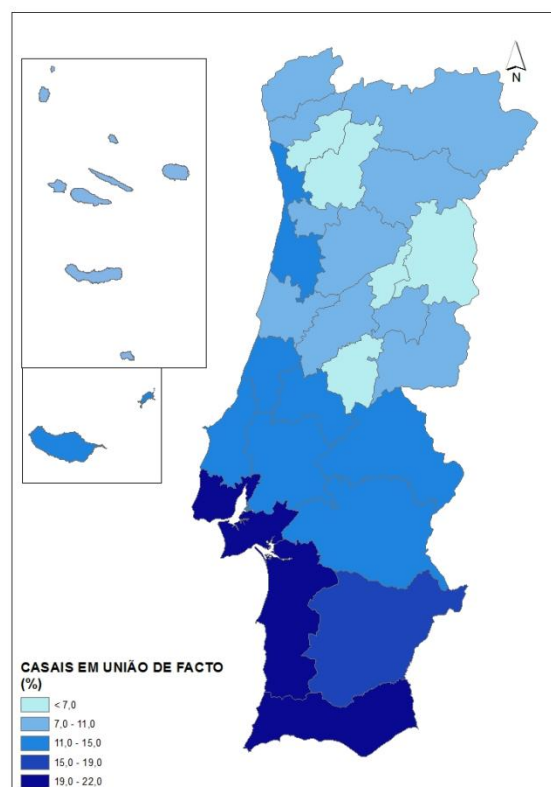 N
CASAIS EM UNIÃO DE FACTO
(%)
< 7,0
7,0 - 11,0
11,0 - 15,0
15,0 - 19,0
19,0 - 22,0